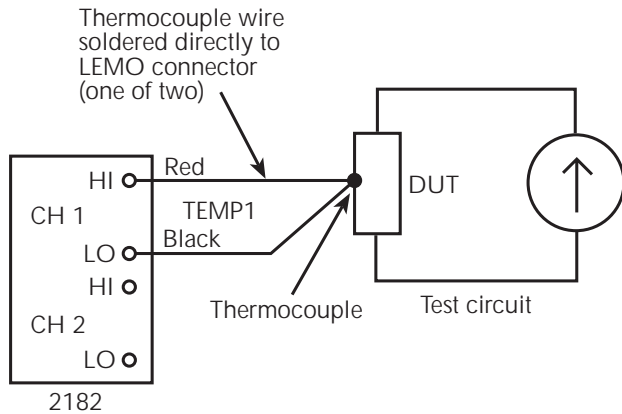 Thermocouple wire
soldered directly to
LEMO connector
(one of two)
HI
Red
CH 1
TEMP1
DUT
LO
Black
HI
Thermocouple
Test circuit
CH 2
LO
2182